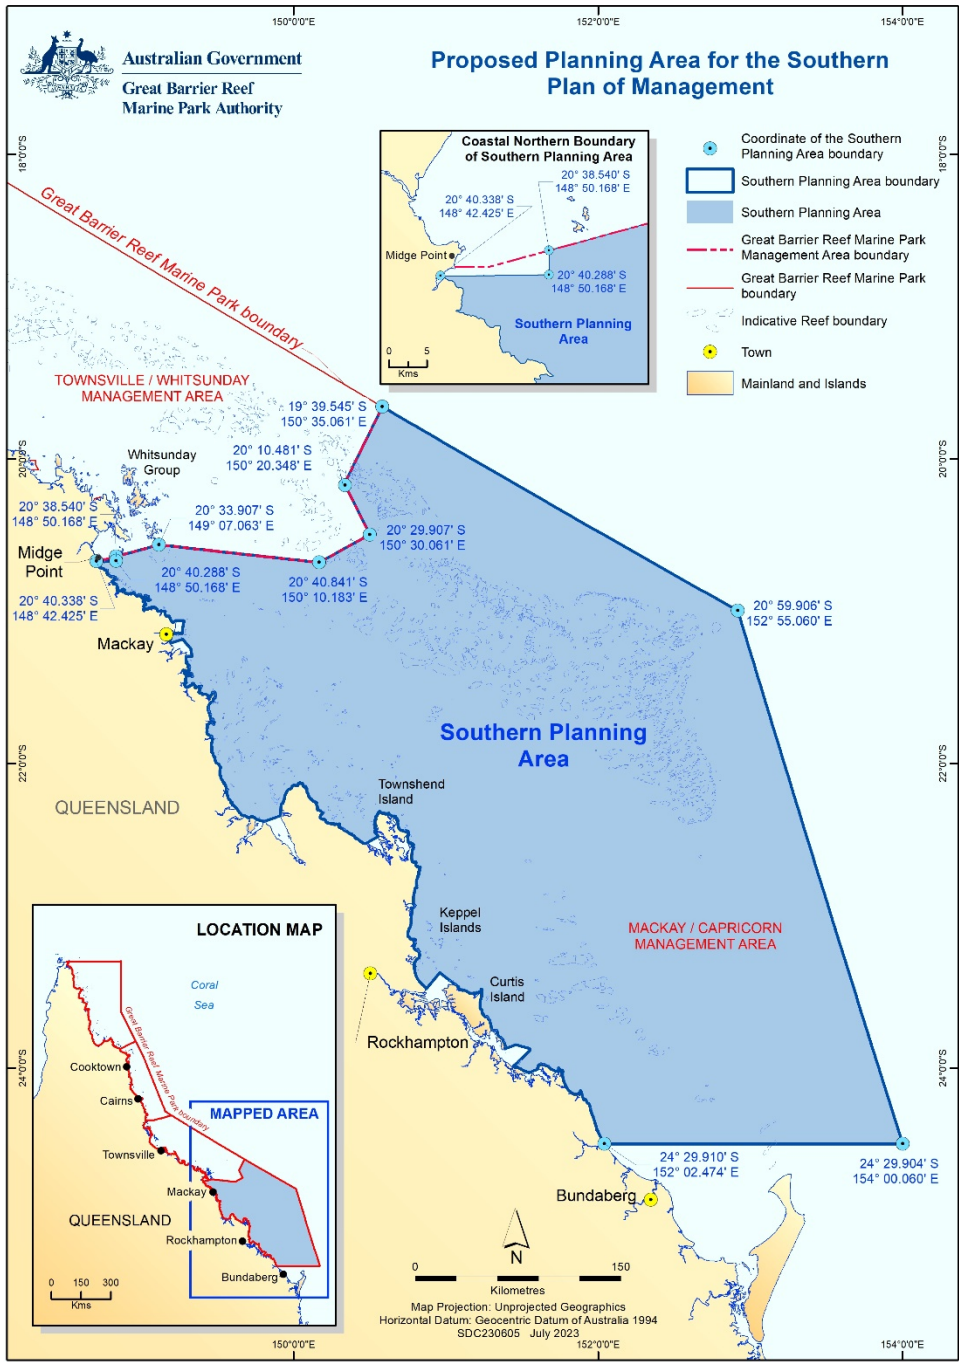 150°0'0"E
152°0'0"E
154°0'0"E
Australian Government
Great Barrier Reef
Marine Park Authority
Proposed Planning Area for the Southern
Plan of Management
18°0'0"S
18°0'0"S
Coastal Northern Boundary
of Southern Planning Area
20° 38.540' S
148° 50.168' E
20° 40.338' S
148° 42.425' E
Midge Point
20° 40.288' S
148° 50.168' E
Southern Planning
Area
0 5
Kms
Coordinate of the Southern
Planning Area boundary
Southern Planning Area boundary
Southern Planning Area
Great Barrier Reef Marine Park
Management Area boundary
Great Barrier Reef Marine Park
boundary
Indicative Reef boundary
Town
Mainland and Islands
Great Barrier Reef Marine Park boundary
TOWNSVILLE / WHITSUNDAY
MANAGEMENT AREA
19° 39.545' S
150° 35.061' E
20° 10.481' S
150° 20.348' E
20°0'0"S
20°0'0"S
Whitsunday
Group
20° 38.540' S
148° 50.168' E
20° 33.907' S
149° 07.063' E
20° 29.907' S
150° 30.061' E
Midge
Point
20° 40.288' S
148° 50.168' E
20° 40.841' S
150° 10.183' E
20° 40.338' S
148° 42.425' E
20° 59.906' S
152° 55.060' E
Mackay
Southern Planning
Area
22°0'0"S
22°0'0"S
QUEENSLAND
Townshend
Island
Keppel
Islands
MACKAY / CAPRICORN
MANAGEMENT AREA
Curtis
Island
Rockhampton
24°0'0"S
24°0'0"S
24° 29.910' S
152° 02.474' E
24° 29.904' S
154° 00.060' E
Bundaberg
LOCATION MAP
Coral
Sea
Great Barrier Reef Marine Park boundary
Cooktown
Cairns
MAPPED AREA
Townsville
Mackay
QUEENSLAND
Rockhampton
Bundaberg
0 150 300
Kms
N
0 150
Kilometres
Map Projection: Unprojected Geographics
Horizontal Datum: Geocentric Datum of Australia 1994
SDC230605 July 2023
150°0'0"E
152°0'0"E
154°0'0"E